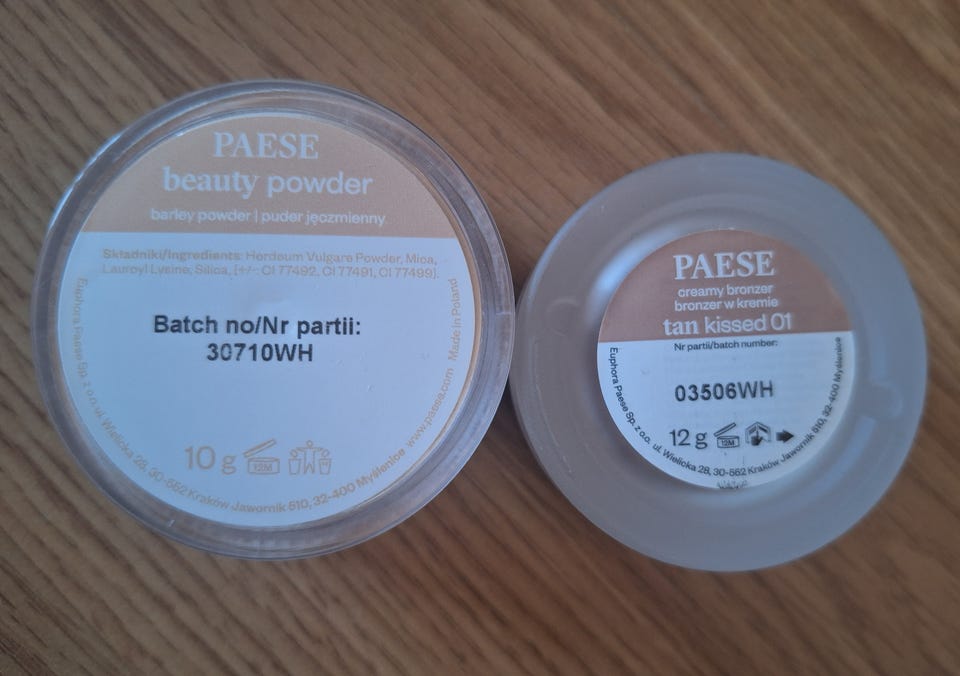 PAESE
beauty powder
barley powder | puder jęczmienny
Składniki/Ingredients: Hordeum Vulgare Powder, Mica,
Lauroyl Lysine, Silica, [+/-: CI 77492, CI 77491, CI 77499].
Batch no/Nr partii:
30710WH
10 g
12M
Euphora Paese Sp. z o.o. ul. Wielicka 28, 30-552 Kraków Jawornik 510, 32-400 Myślenice www.paese.com Made in Poland
PAESE
creamy bronzer
bronzer w kremie
tan kissed 01
Nr partii/batch number:
03506WH
12 g
12M
Euphora Paese Sp. z o.o. ul. Wielicka 28, 30-552 Kraków Jawornik 510, 32-400 Myślenice